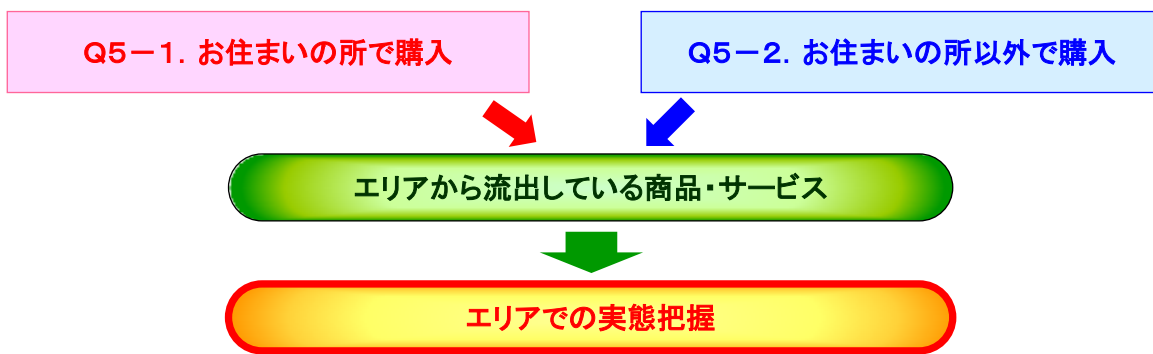 Q5－1. お住まいの所で購入
Q5－2. お住まいの所以外で購入
エリアから流出している商品・サービス
エリアでの実態把握